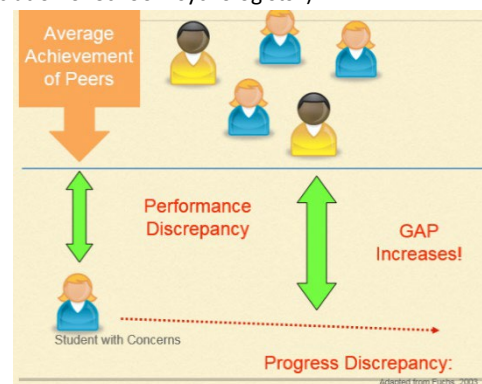 Average
Achievement
of Peers
Performance
Discrepancy
GAP
Increases!
Student with Concerns
Progress Discrepancy:
Adapted from Fuchs, 2003